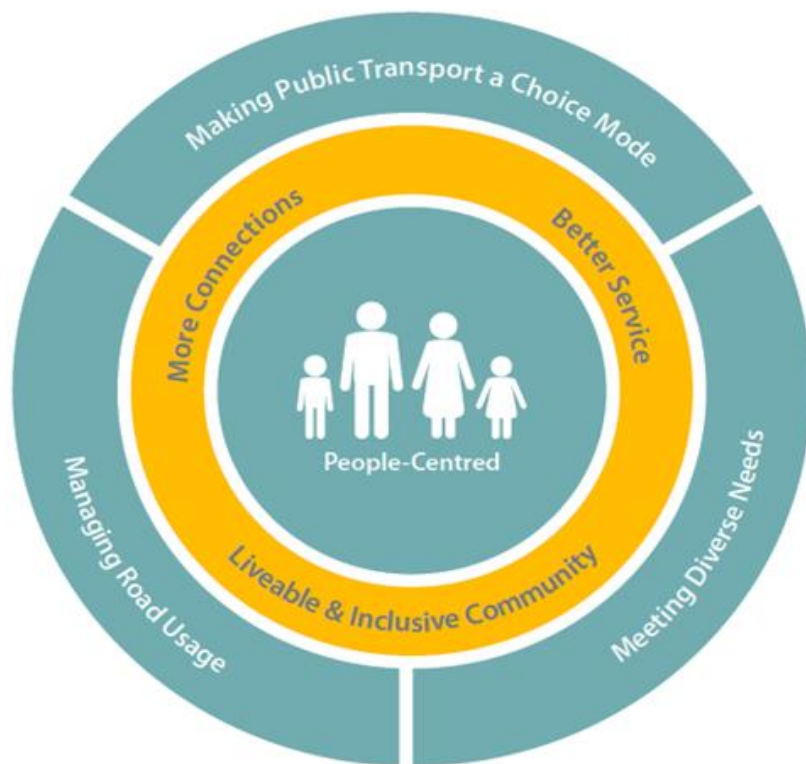 Making Public Transport a Choice Mode
More Connections
Better Service
People-Centred
Liveable & Inclusive Community
Managing Road Usage
Meeting Diverse Needs